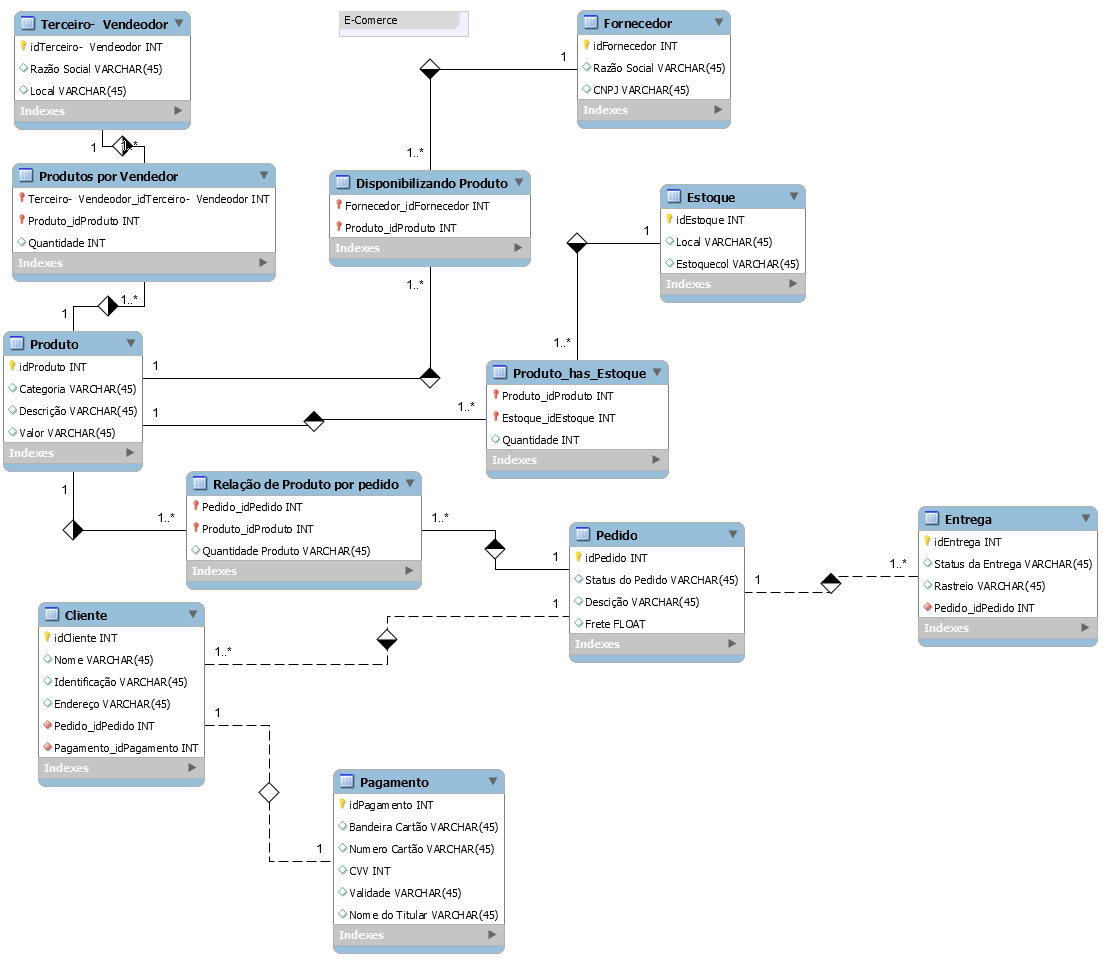 E-Comerce
Terceiro- Vendeodor
idTerceiro- Vendeodor INT
Razão Social VARCHAR(45)
Local VARCHAR(45)
Indexes
1
1..*
Produtos por Vendedor
Terceiro- Vendeodor_idTerceiro- Vendeodor INT
Produto_idProduto INT
Quantidade INT
Indexes
1..*
1
Fornecedor
idFornecedor INT
Razão Social VARCHAR(45)
CNPJ VARCHAR(45)
Indexes
1
1..*
Disponibilizando Produto
Fornecedor_idFornecedor INT
Produto_idProduto INT
Indexes
1..*
Estoque
idEstoque INT
Local VARCHAR(45)
Estoquecol VARCHAR(45)
Indexes
1
1..*
Produto
idProduto INT
Categoria VARCHAR(45)
Descrição VARCHAR(45)
Valor VARCHAR(45)
Indexes
1
1
1
Produto_has_Estoque
Produto_idProduto INT
Estoque_idEstoque INT
Quantidade INT
Indexes
1..*
Relação de Produto por pedido
Pedido_idPedido INT
Produto_idProduto INT
Quantidade Produto VARCHAR(45)
Indexes
1..*
1..*
Pedido
idPedido INT
Status do Pedido VARCHAR(45)
Descição VARCHAR(45)
Frete FLOAT
Indexes
1
1
1
Entrega
idEntrega INT
Status da Entrega VARCHAR(45)
Rastreio VARCHAR(45)
Pedido_idPedido INT
Indexes
1..*
Cliente
idCliente INT
Nome VARCHAR(45)
Identificação VARCHAR(45)
Endereço VARCHAR(45)
Pedido_idPedido INT
Pagamento_idPagamento INT
Indexes
1..*
1
1
Pagamento
idPagamento INT
Bandeira Cartão VARCHAR(45)
Numero Cartão VARCHAR(45)
CVV INT
Validade VARCHAR(45)
Nome do Titular VARCHAR(45)
Indexes